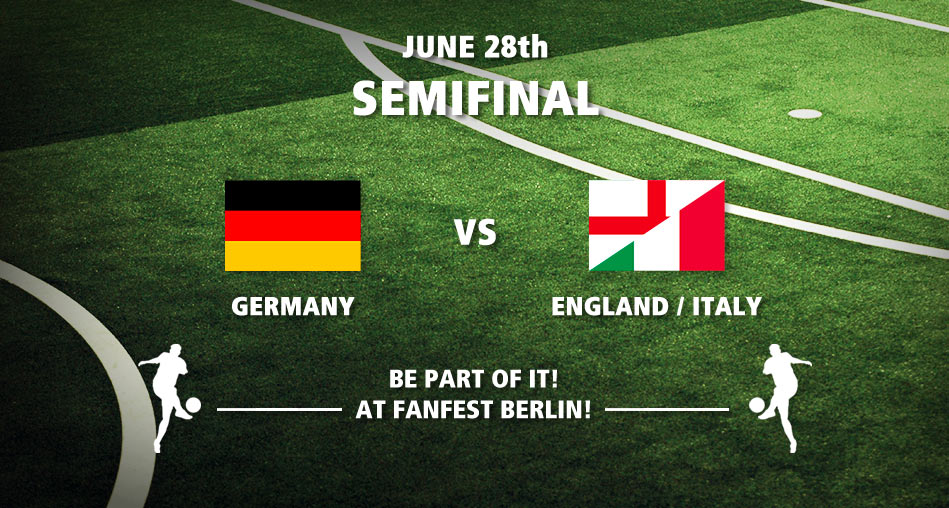 JUNE 28th
SEMIFINAL
VS
GERMANY
ENGLAND / ITALY
BE PART OF IT!
AT FANFEST BERLIN!